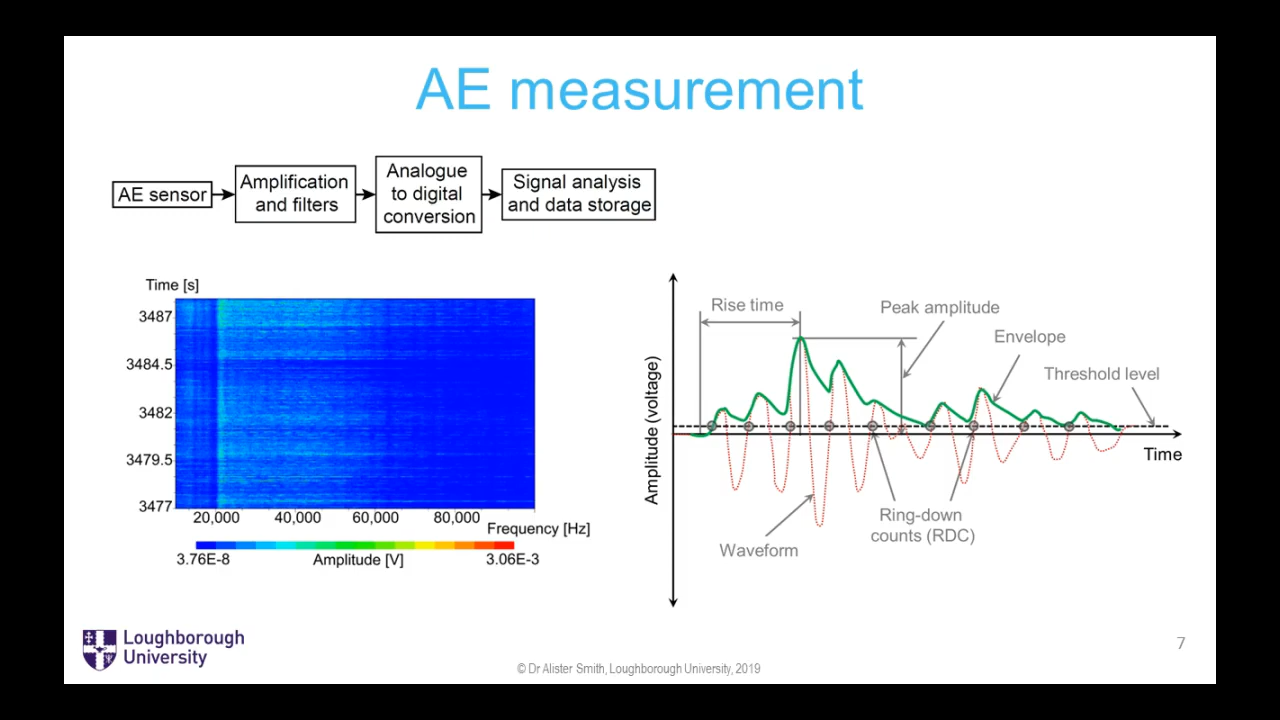 AE measurement
AE sensor
Amplification
and filters
Analogue
to digital
conversion
Signal analysis
and data storage
Time [s]
3487
3484.5
3482
3479.5
3477
20,000
40,000
60,000
80,000
Frequency [Hz]
3.76E-8
Amplitude [V]
3.06E-3
Amplitude (voltage)
Rise time
Peak amplitude
Envelope
Threshold level
Time
Ring-down
counts (RDC)
Waveform
Loughborough
University
© Dr Alister Smith, Loughborough University, 2019
7